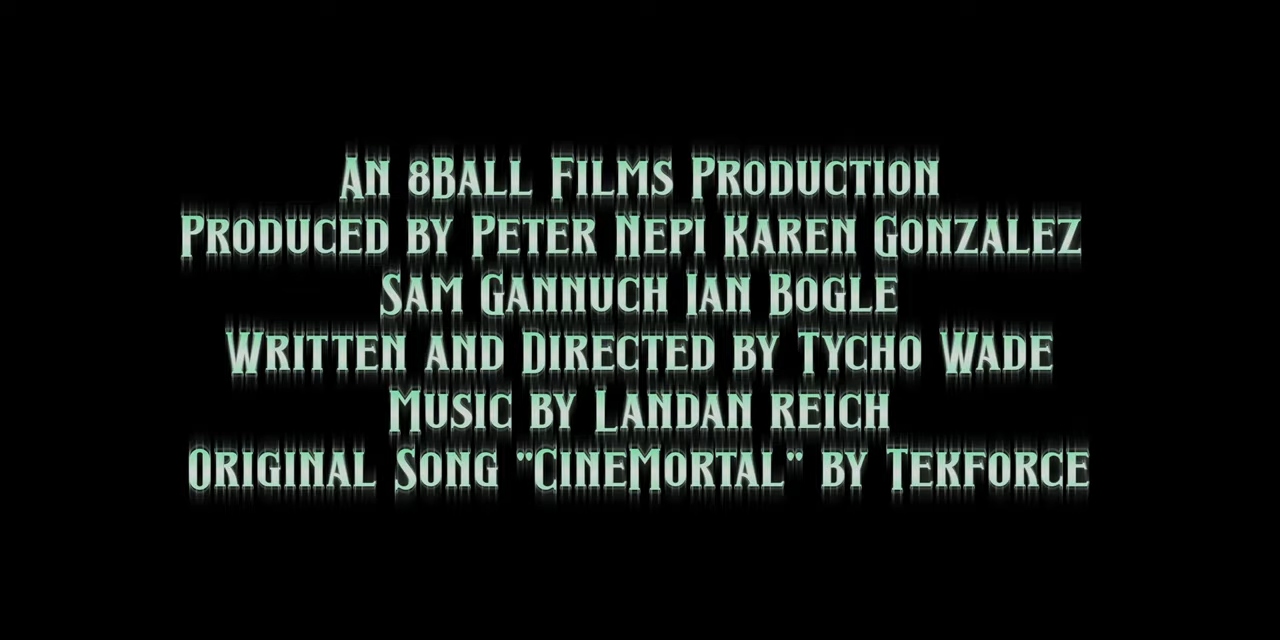 An 8Ball Films Production
Produced by Peter Nepi Karen Gonzalez
Sam Gannuch Ian Bogle
Written and Directed by Tycho Wade
Music by Landan reich
Original Song "CineMortal" by Tekforce